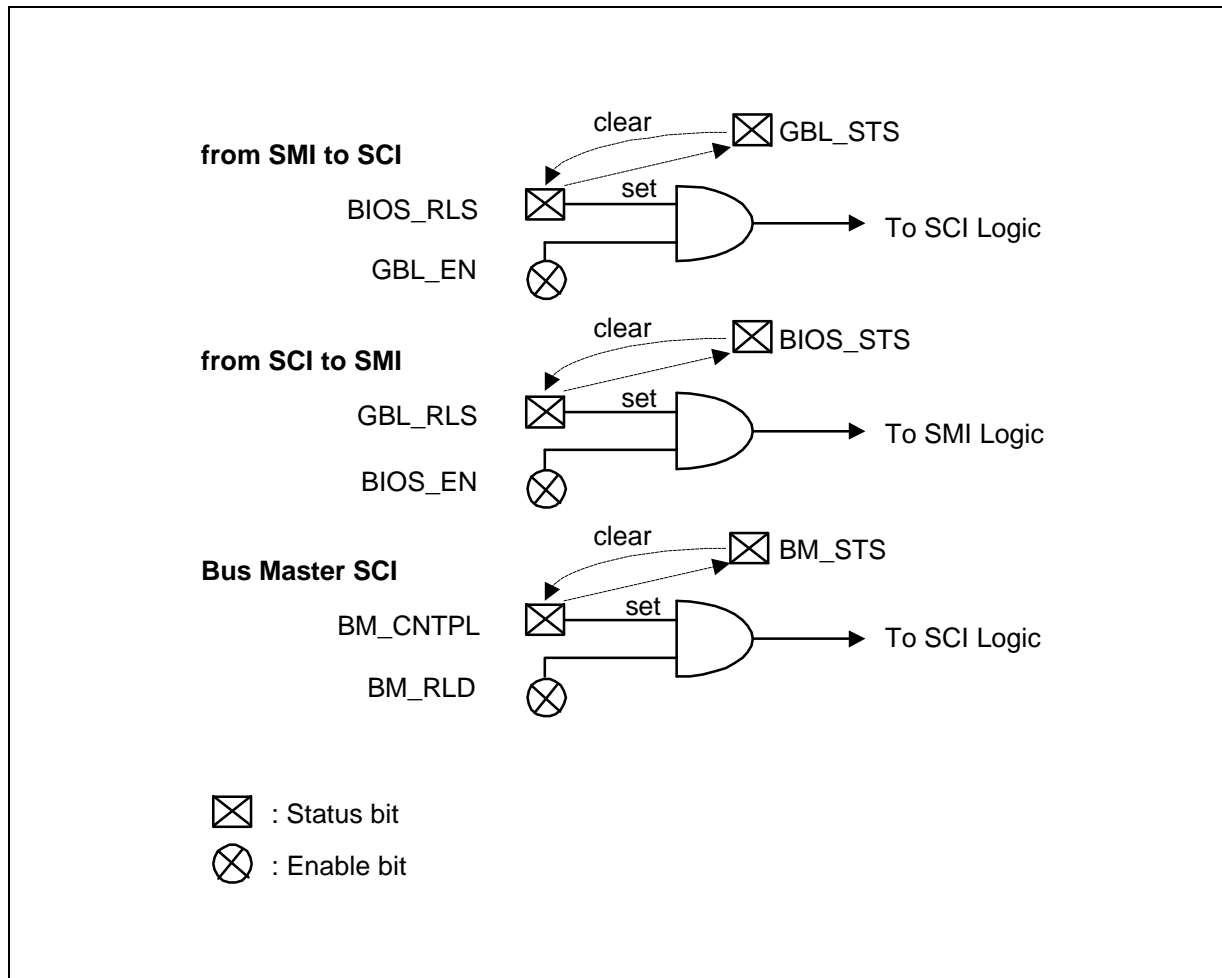 clear
GBL_STS
from SMI to SCI
set
BIOS_RLS
To SCI Logic
GBL_EN
clear
BIOS_STS
from SCI to SMI
set
GBL_RLS
To SMI Logic
BIOS_EN
clear
BM_STS
Bus Master SCI
set
BM_CNTPL
To SCI Logic
BM_RLD
: Status bit
: Enable bit